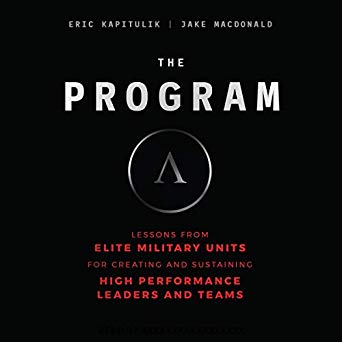 ERIC KAPITULIK | JAKE MACDONALD
THE
PROGRAM
LESSONS FROM
ELITE MILITARY UNITS
FOR CREATING AND SUSTAINING
HIGH PERFORMANCE
LEADERS AND TEAMS